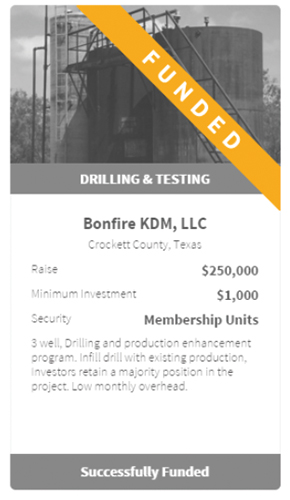 FUNDED
DRILLING & TESTING
Bonfire KDM, LLC
Crockett County, Texas
Raise $250,000
Minimum Investment $1,000
Security Membership Units
3 well, Drilling and production enhancement
program. Infill drill with existing production,
Investors retain a majority position in the
project. Low monthly overhead.
Successfully Funded